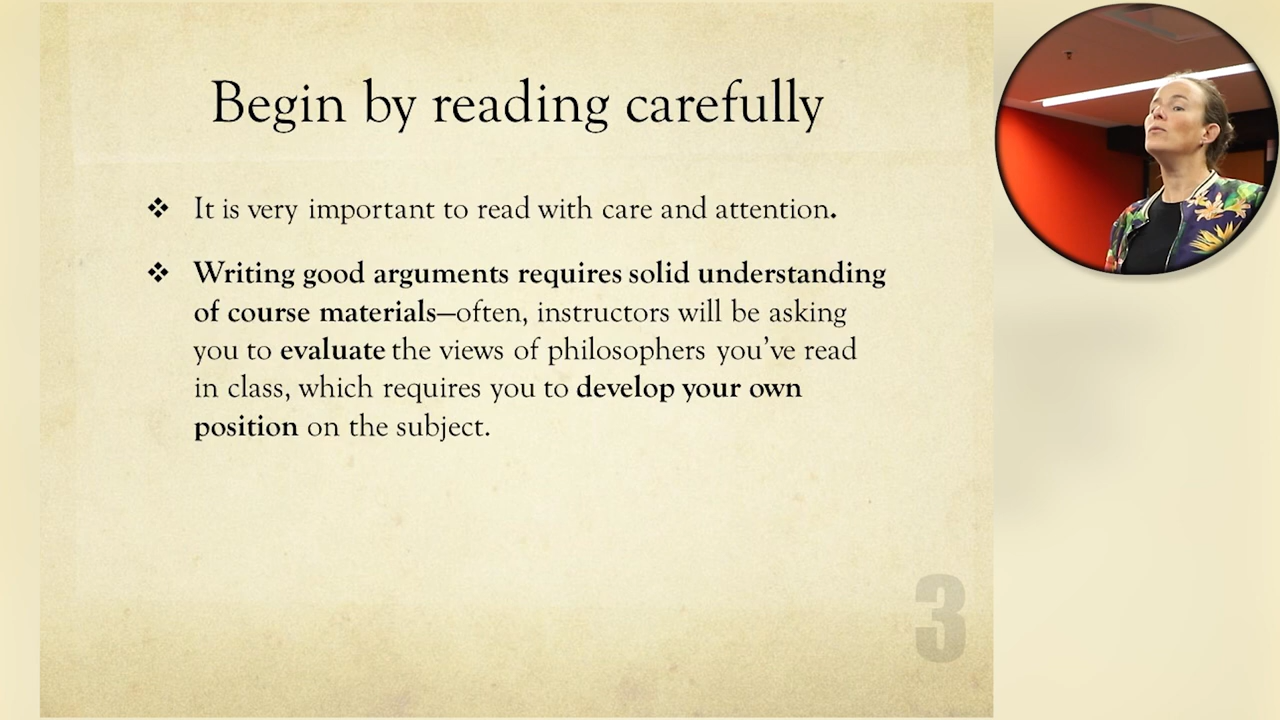 Begin by reading carefully
❖ It is very important to read with care and attention.
❖ Writing good arguments requires solid understanding
of course materials—often, instructors will be asking
you to evaluate the views of philosophers you’ve read
in class, which requires you to develop your own
position on the subject.
3